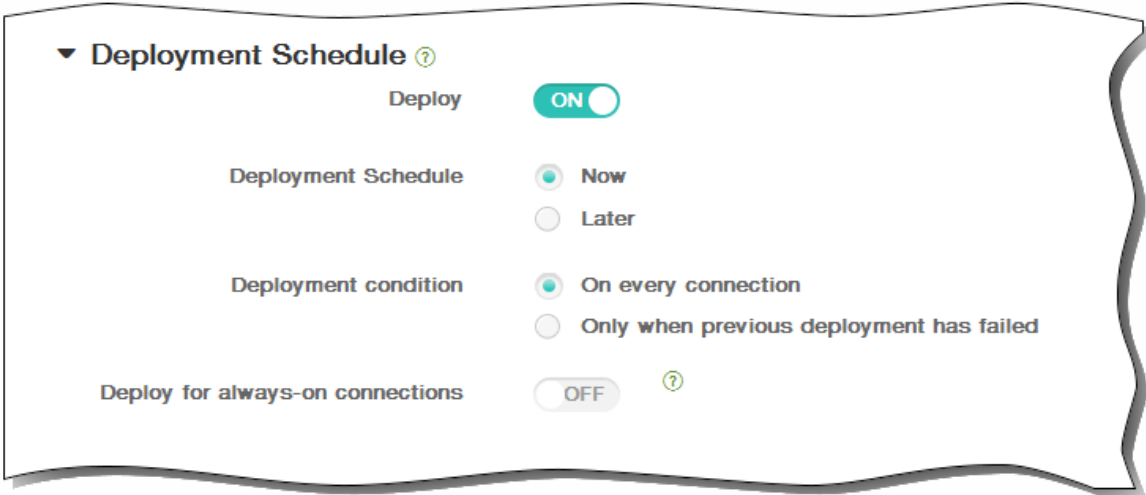 Deployment Schedule ?
Deploy ON
Deployment Schedule Now
Later
Deployment condition On every connection
Only when previous deployment has failed
Deploy for always-on connections OFF ?